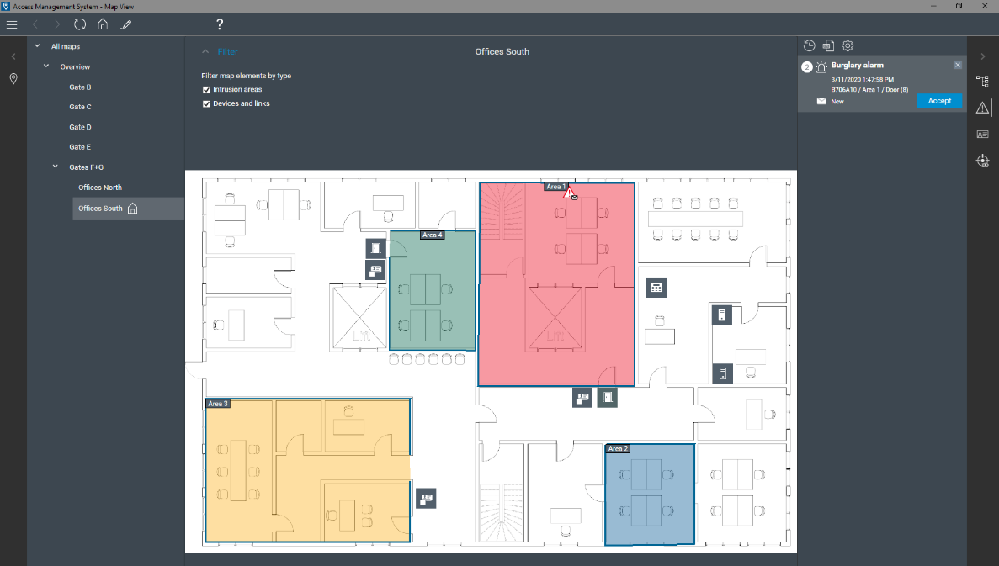 Access Management System - Map View
?
All maps
Overview
Gate B
Gate C
Gate D
Gate E
Gates F+G
Offices North
Offices South
Filter
Offices South
Filter map elements by type
Intrusion areas
Devices and links
Area 1
Area 4
Lift
Lift
Area 3
Area 2
2
Burglary alarm
3/11/2020 1:47:58 PM
B706A10 / Area 1 / Door (8)
New
Accept